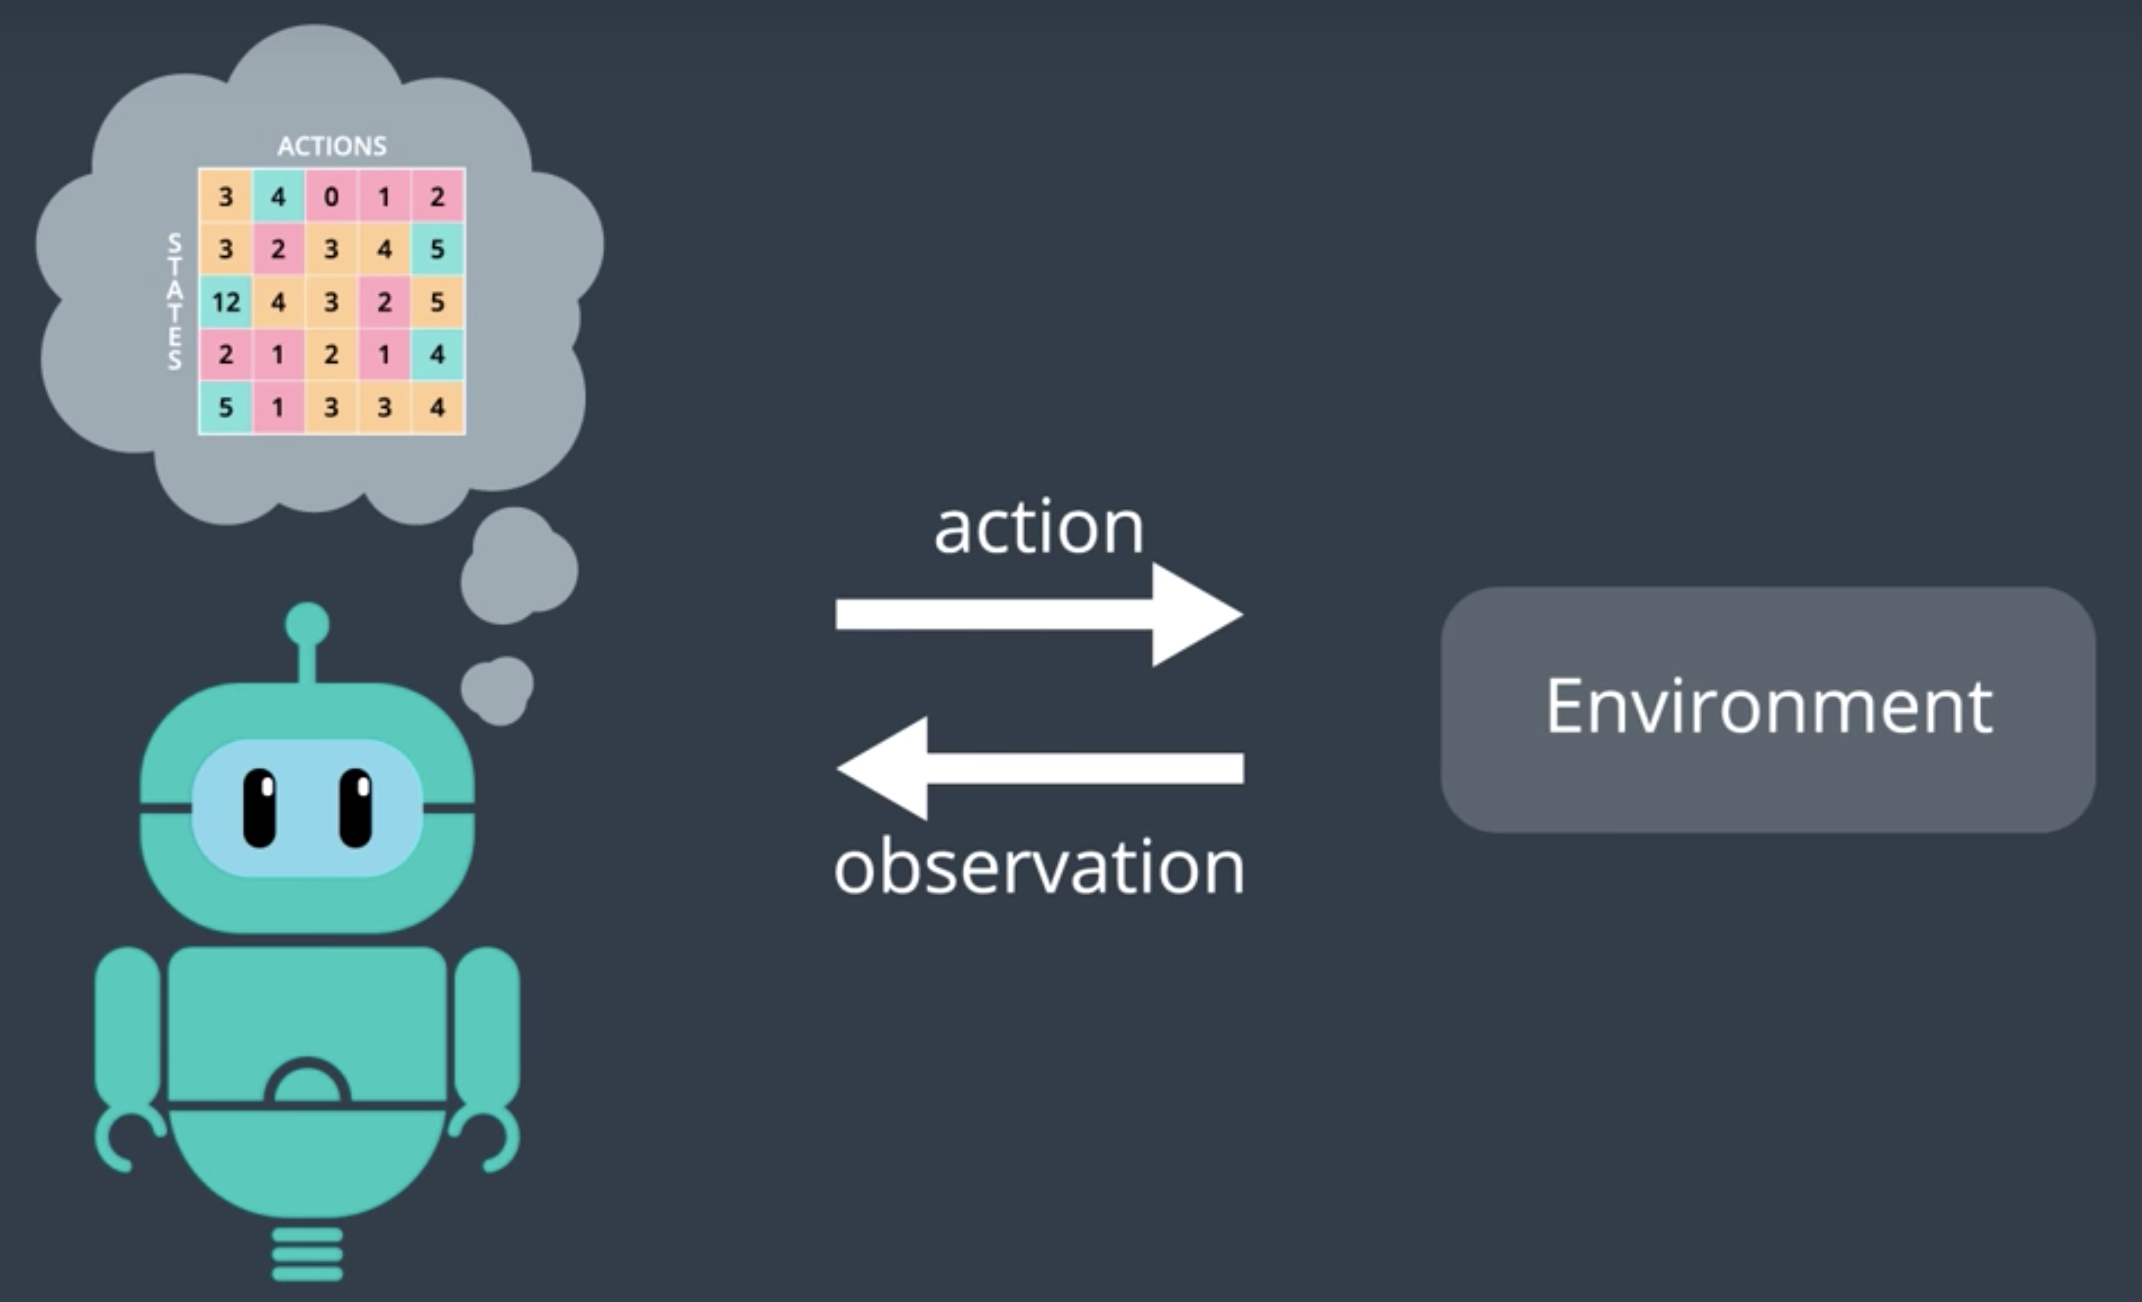 ACTIONS
STATES
3 4 0 1 2
3 2 3 4 5
12 4 3 2 5
2 1 2 1 4
5 1 3 3 4
action
Environment
observation